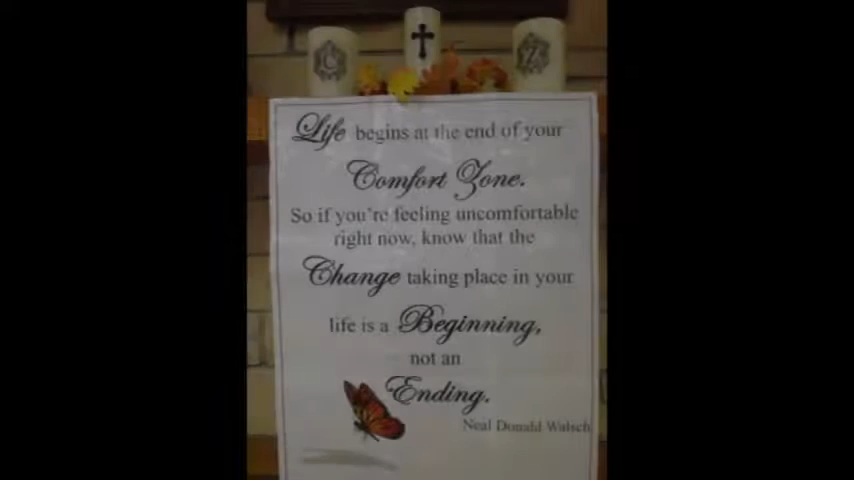 C Z
Life begins at the end of your
Comfort Zone.
So if you're feeling uncomfortable
right now, know that the
Change taking place in your
life is a Beginning,
not an
Ending.
Neal Donald Walsch